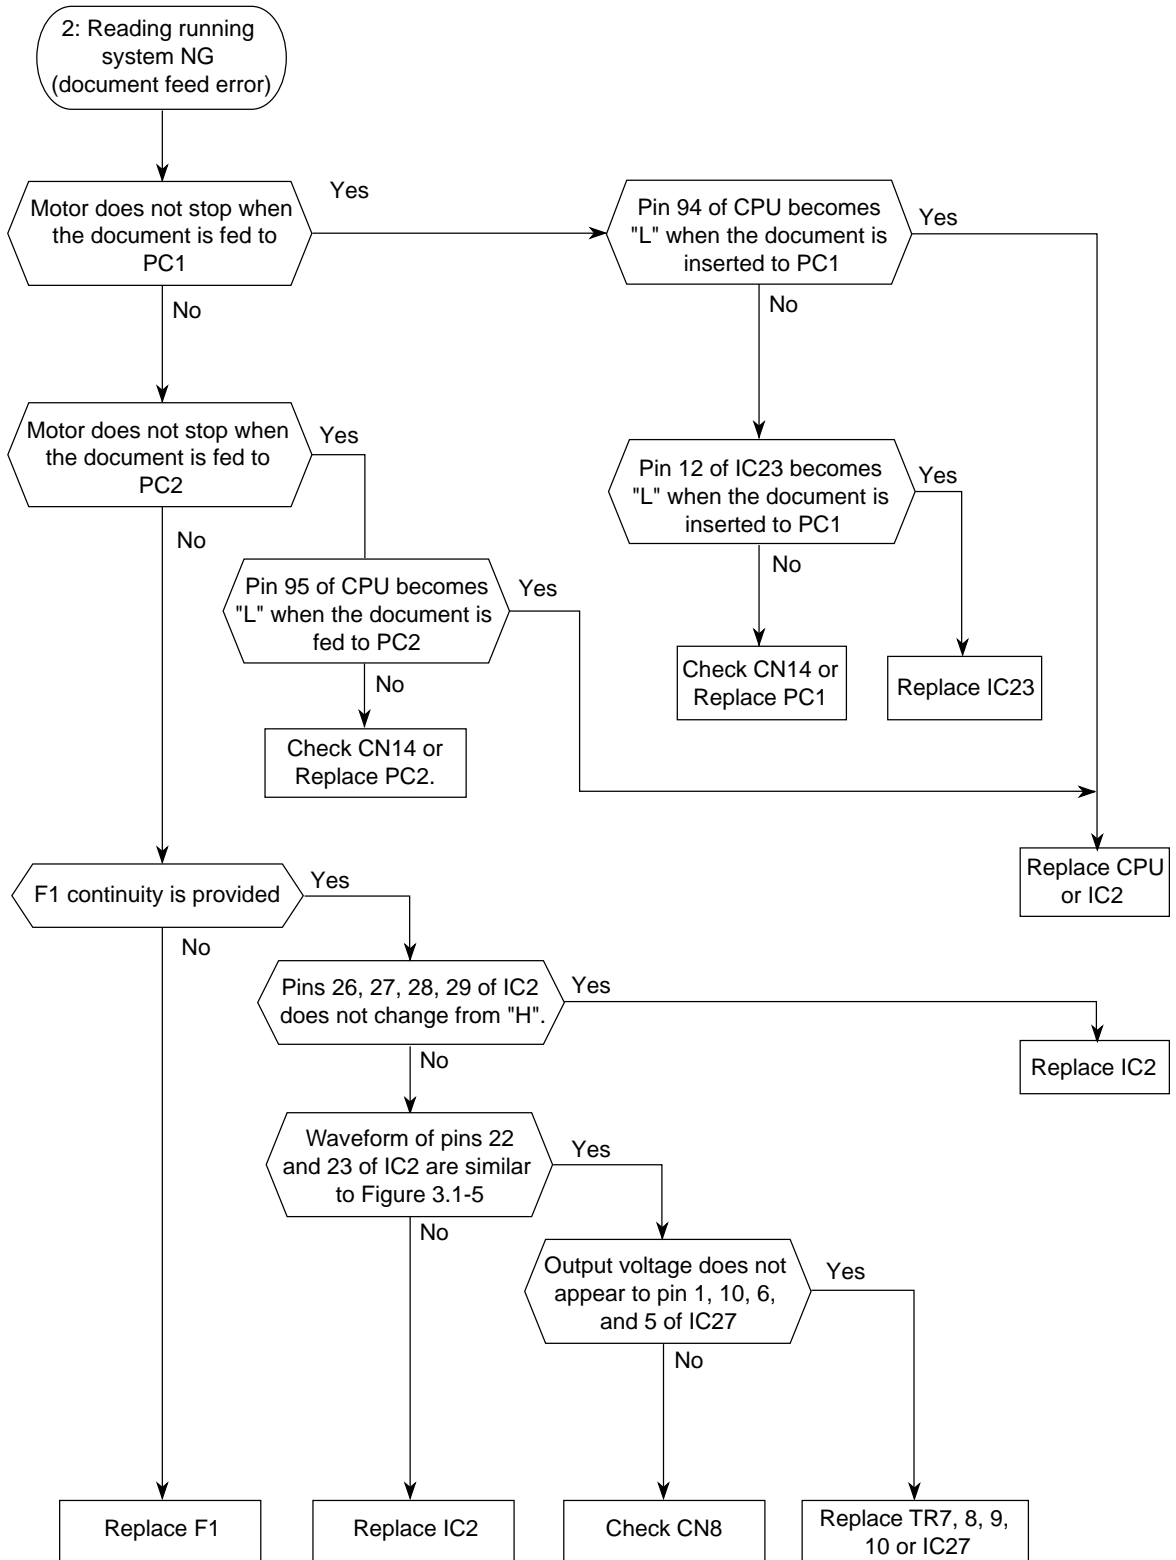 2: Reading running
system NG
(document feed error)
Motor does not stop when
the document is fed to
PC1
Yes
No
Pin 94 of CPU becomes
"L" when the document is
inserted to PC1
Yes
No
Motor does not stop when
the document is fed to
PC2
Yes
No
Pin 12 of IC23 becomes
"L" when the document is
inserted to PC1
Yes
No
Pin 95 of CPU becomes
"L" when the document is
fed to PC2
Yes
No
Check CN14 or
Replace PC1
Replace IC23
Check CN14 or
Replace PC2.
Replace CPU
or IC2
F1 continuity is provided
Yes
No
Pins 26, 27, 28, 29 of IC2
does not change from "H".
Yes
No
Replace IC2
Waveform of pins 22
and 23 of IC2 are similar
to Figure 3.1-5
Yes
No
Output voltage does not
appear to pin 1, 10, 6,
and 5 of IC27
Yes
No
Replace F1
Replace IC2
Check CN8
Replace TR7, 8, 9,
10 or IC27